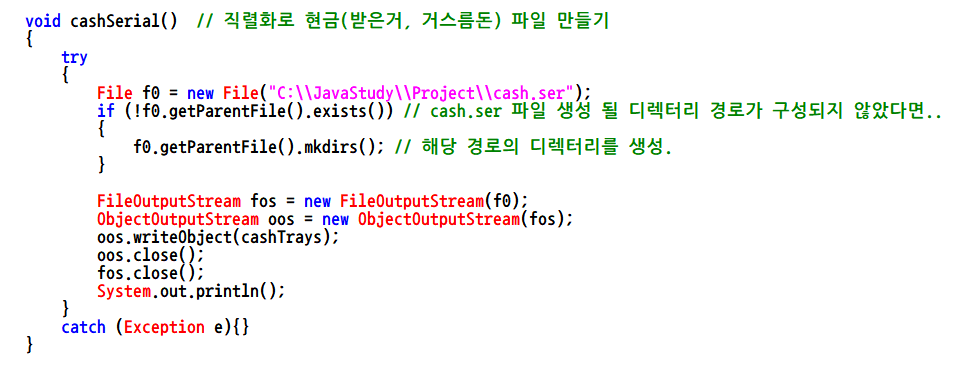 void cashSerial()  // 직렬화로 현금(받은거, 거스름돈) 파일 만들기
{
    try
    {
        File f0 = new File("C:\\JavaStudy\\Project\\cash.ser");
        if (!f0.getParentFile().exists()) // cash.ser 파일 생성 될 디렉터리 경로가 구성되지 않았다면..
        {
            f0.getParentFile().mkdirs(); // 해당 경로의 디렉터리를 생성.
        }

        FileOutputStream fos = new FileOutputStream(f0);
        ObjectOutputStream oos = new ObjectOutputStream(fos);
        oos.writeObject(cashTrays);
        oos.close();
        fos.close();
        System.out.println();
    }
    catch (Exception e){}
}